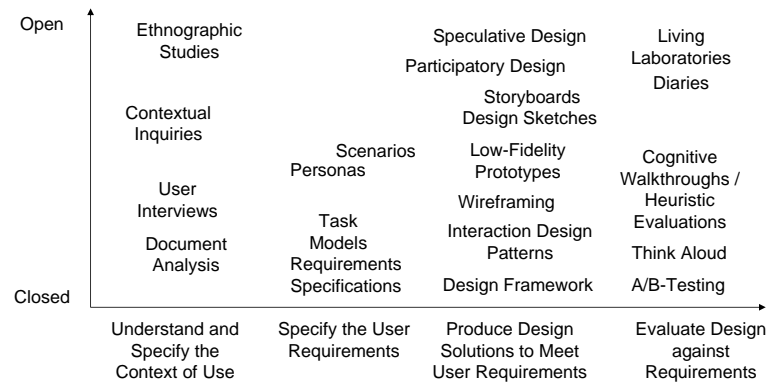 Open
Closed
Ethnographic
Studies
Contextual
Inquiries
User
Interviews
Document
Analysis
Scenarios
Personas
Task
Models
Requirements
Specifications
Speculative Design
Participatory Design
Storyboards
Design Sketches
Low-Fidelity
Prototypes
Wireframing
Interaction Design
Patterns
Design Framework
Living
Laboratories
Diaries
Cognitive
Walkthroughs /
Heuristic
Evaluations
Think Aloud
A/B-Testing
Understand and
Specify the
Context of Use
Specify the User
Requirements
Produce Design
Solutions to Meet
User Requirements
Evaluate Design
against
Requirements